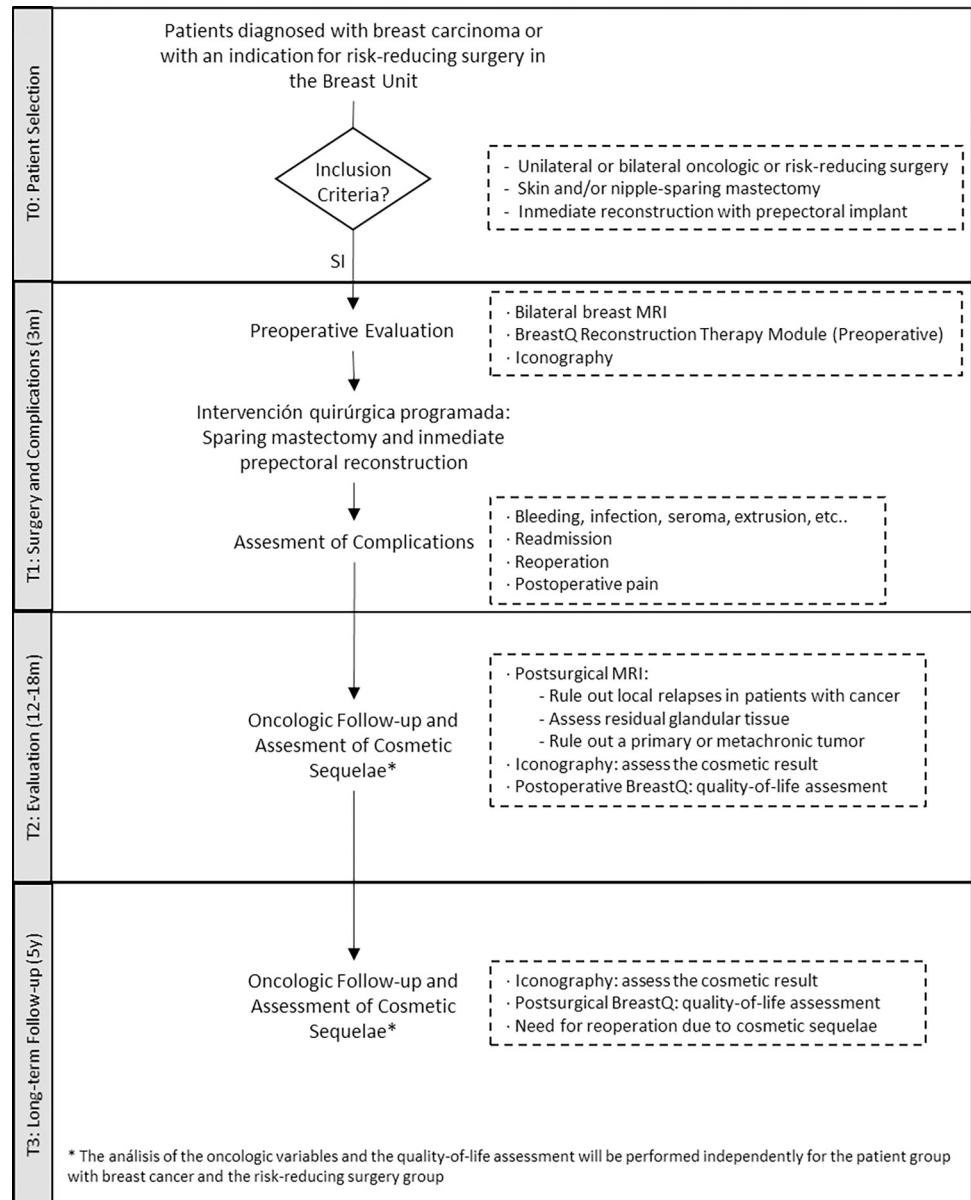 T0: Patient Selection
Patients diagnosed with breast carcinoma or
with an indication for risk-reducing surgery in
the Breast Unit
Inclusion
Criteria?
- Unilateral or bilateral oncologic or risk-reducing surgery
- Skin and/or nipple-sparing mastectomy
- Inmediate reconstruction with prepectoral implant
SI
T1: Surgery and Complications (3m)
Preoperative Evaluation
· Bilateral breast MRI
· BreastQ Reconstruction Therapy Module (Preoperative)
· Iconography
Intervención quirúrgica programada:
Sparing mastectomy and inmediate
prepectoral reconstruction
Assesment of Complications
· Bleeding, infection, seroma, extrusion, etc..
· Readmission
· Reoperation
· Postoperative pain
T2: Evaluation (12-18m)
Oncologic Follow-up and
Assesment of Cosmetic
Sequelae*
· Postsurgical MRI:
- Rule out local relapses in patients with cancer
- Assess residual glandular tissue
- Rule out a primary or metachronic tumor
· Iconography: assess the cosmetic result
· Postoperative BreastQ: quality-of-life assesment
T3: Long-term Follow-up (5y)
Oncologic Follow-up and
Assessment of Cosmetic
Sequelae*
· Iconography: assess the cosmetic result
· Postsurgical BreastQ: quality-of-life assessment
· Need for reoperation due to cosmetic sequelae
* The análisis of the oncologic variables and the quality-of-life assessment will be performed independently for the patient group
with breast cancer and the risk-reducing surgery group